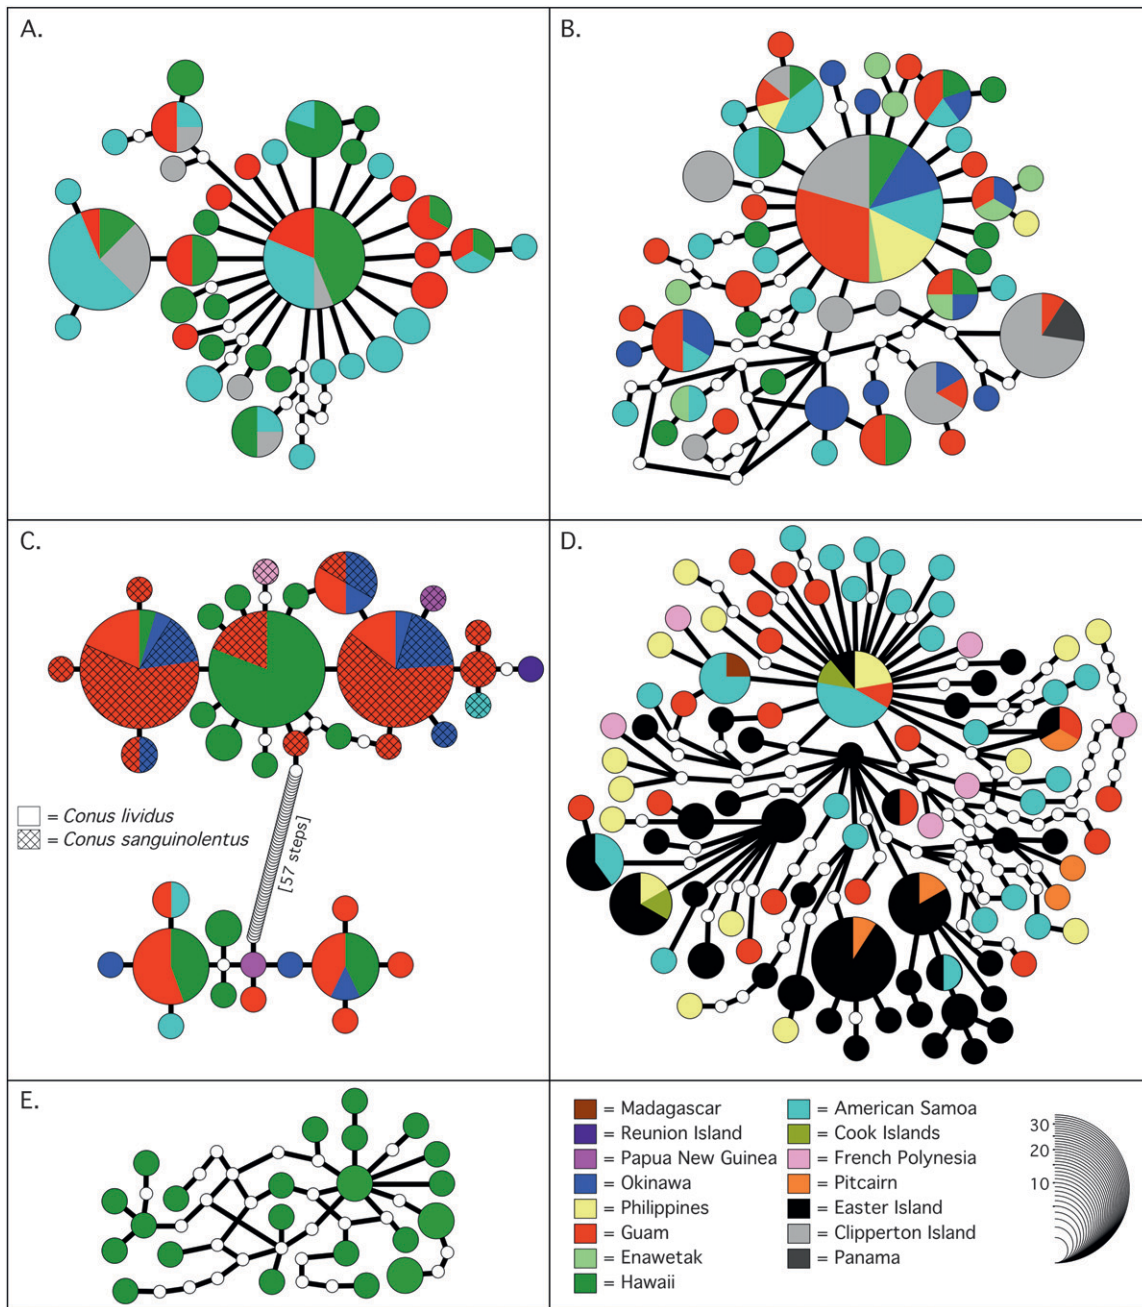 A.
B.
C.
D.
= Conus lividus
= Conus sanguinolentus
[57 steps]
E.
= Madagascar
= Reunion Island
= Papua New Guinea
= Okinawa
= Philippines
= Guam
= Enawetak
= Hawaii
= American Samoa
= Cook Islands
= French Polynesia
= Pitcairn
= Easter Island
= Clipperton Island
= Panama
30
20
10